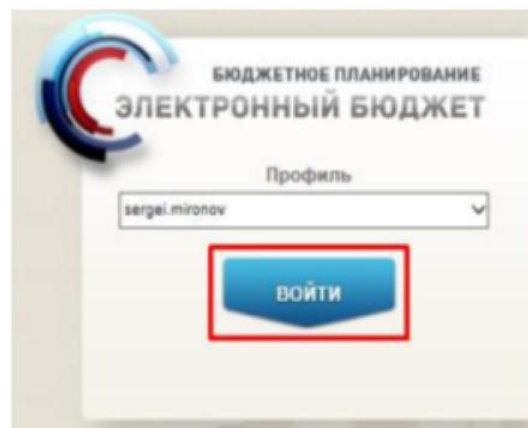 БЮДЖЕТНОЕ ПЛАНИРОВАНИЕ
ЭЛЕКТРОННЫЙ БЮДЖЕТ
Профиль
sergei.mironov
ВОЙТИ